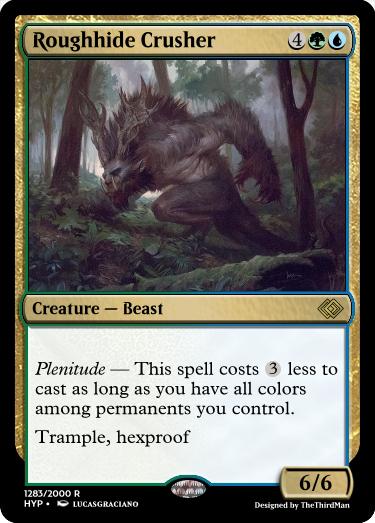 Roughhide Crusher 4
Creature — Beast
Plenitude — This spell costs 3 less to
cast as long as you have all colors
among permanents you control.
Trample, hexproof
6/6
1283/2000 R
HYP • LUCASGRACIANO
Designed by TheThirdMan